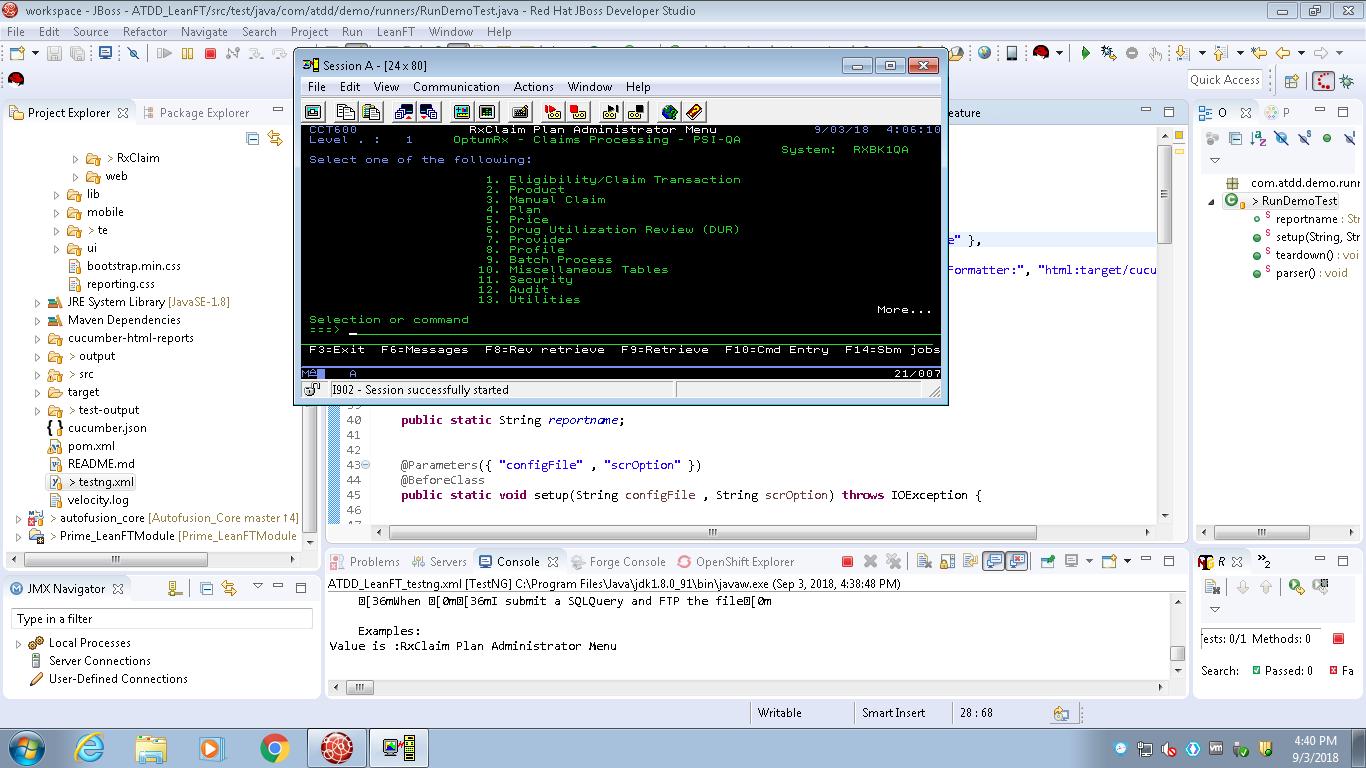 workspace - JBoss - ATDD_LeanFT/src/test/java/com/atdd/demo/runners/RunDemoTest.java - Red Hat JBoss Developer Studio
File Edit Source Refactor Navigate Search Project Run LeanFT Window Help
Quick Access
Project Explorer Package Explorer
> RxClaim
web
lib
mobile
> te
ui
bootstrap.min.css
reporting.css
JRE System Library [JavaSE-1.8]
Maven Dependencies
cucumber-html-reports
> output
> src
target
> test-output
cucumber.json
pom.xml
README.md
> testng.xml
velocity.log
> autofusion_core [Autofusion_Core master ↑4]
> Prime_LeanFTModule [Prime_LeanFTModule
Session A - [24 x 80]
File Edit View Communication Actions Window Help
CCT600 RxClaim Plan Administrator Menu 9/03/18 4:06:10
Level . : 1 OptumRx - Claims Processing - PSI-QA
System: RXBK1QA
Select one of the following:
1. Eligibility/Claim Transaction
2. Product
3. Manual Claim
4. Plan
5. Price
6. Drug Utilization Review (DUR)
7. Provider
8. Profile
9. Batch Process
10. Miscellaneous Tables
11. Security
12. Audit
13. Utilities
More...
Selection or command
===>
F3=Exit F6=Messages F8=Rev retrieve F9=Retrieve F10=Cmd Entry F14=Sbm jobs
MA A 21/007
I902 - Session successfully started
eature
e" },
Formatter:", "html:target/cucu
40 public static String reportname;
41
42
43 @Parameters({ "configFile" , "scrOption" })
44 @BeforeClass
45 public static void setup(String configFile , String scrOption) throws IOException {
46
O P
com.atdd.demo.runn
> RunDemoTest
reportname : Str
setup(String, Str
teardown() : voi
parser() : void
JMX Navigator
Type in a filter
Local Processes
Server Connections
User-Defined Connections
Problems Servers Console Forge Console OpenShift Explorer
ATDD_LeanFT_testng.xml [TestNG] C:\Program Files\Java\jdk1.8.0_91\bin\javaw.exe (Sep 3, 2018, 4:38:48 PM)
[36mWhen [0m[36mI submit a SQLQuery and FTP the file[0m
Examples:
Value is :RxClaim Plan Administrator Menu
R »2
ests: 0/1 Methods: 0
Search: Passed: 0 Fa
Writable Smart Insert 28 : 68
4:40 PM
9/3/2018